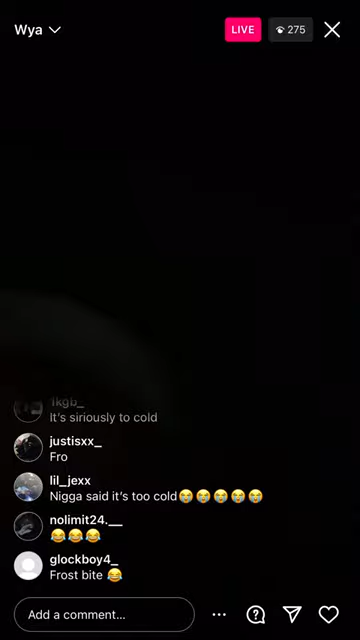 Wya
LIVE
275
1kgb_
It's siriously to cold
justisxx_
Fro
lil_jexx
Nigga said it's too cold😭😭😭😭😭
nolimit24.__
😂😂😂
glockboy4_
Frost bite 😂
Add a comment...